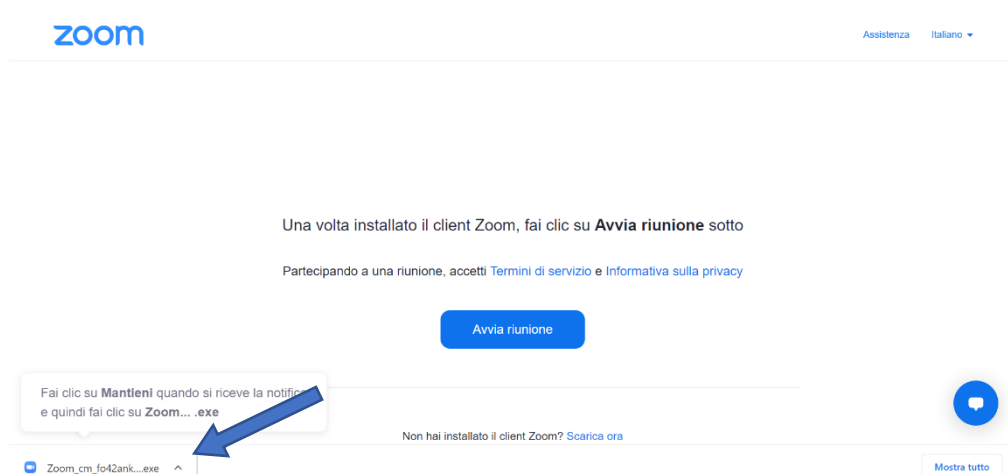 zoom
Assistenza Italiano
Una volta installato il client Zoom, fai clic su Avvia riunione sotto
Partecipando a una riunione, accetti Termini di servizio e Informativa sulla privacy
Avvia riunione
Fai clic su Mantieni quando si riceve la notifica
e quindi fai clic su Zoom... .exe
Non hai installato il client Zoom? Scarica ora
Zoom_cm_fo42ank....exe
Mostra tutto